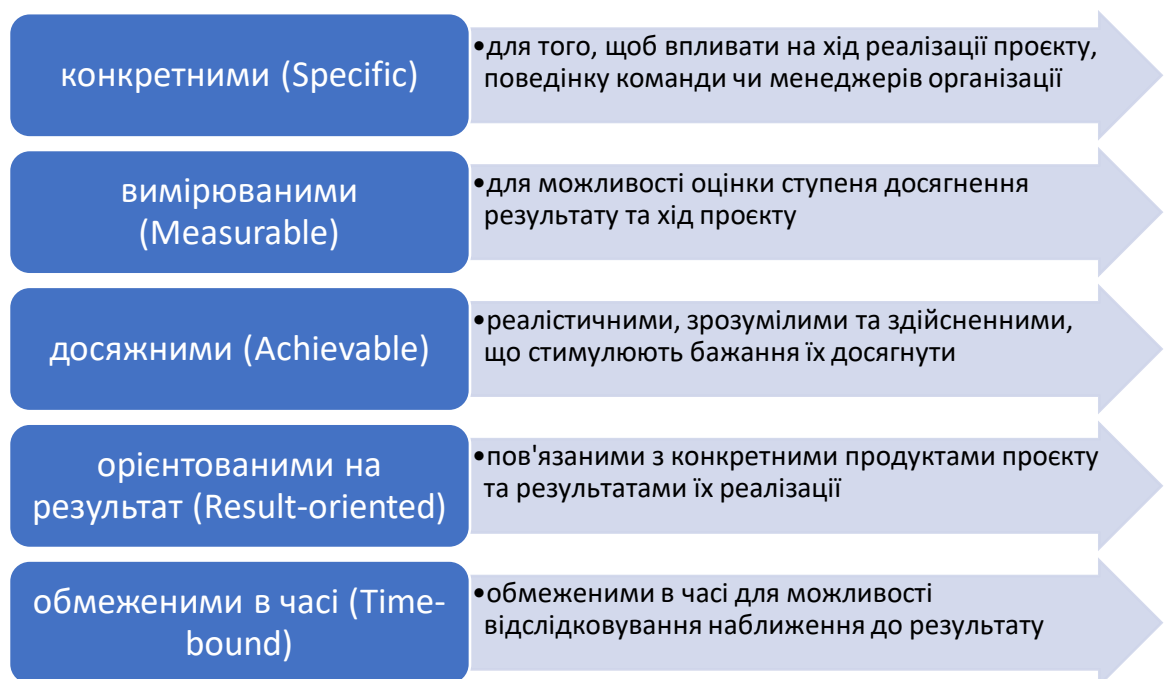 конкретними (Specific)
•для того, щоб впливати на хід реалізації проєкту,
поведінку команди чи менеджерів організації
вимірюваними
(Measurable)
•для можливості оцінки ступеня досягнення
результату та хід проєкту
досяжними (Achievable)
•реалістичними, зрозумілими та здійсненними,
що стимулюють бажання їх досягнути
орієнтованими на
результат (Result-oriented)
•пов'язаними з конкретними продуктами проєкту
та результатами їх реалізації
обмеженими в часі (Time-
bound)
•обмеженими в часі для можливості
відслідковування наближення до результату